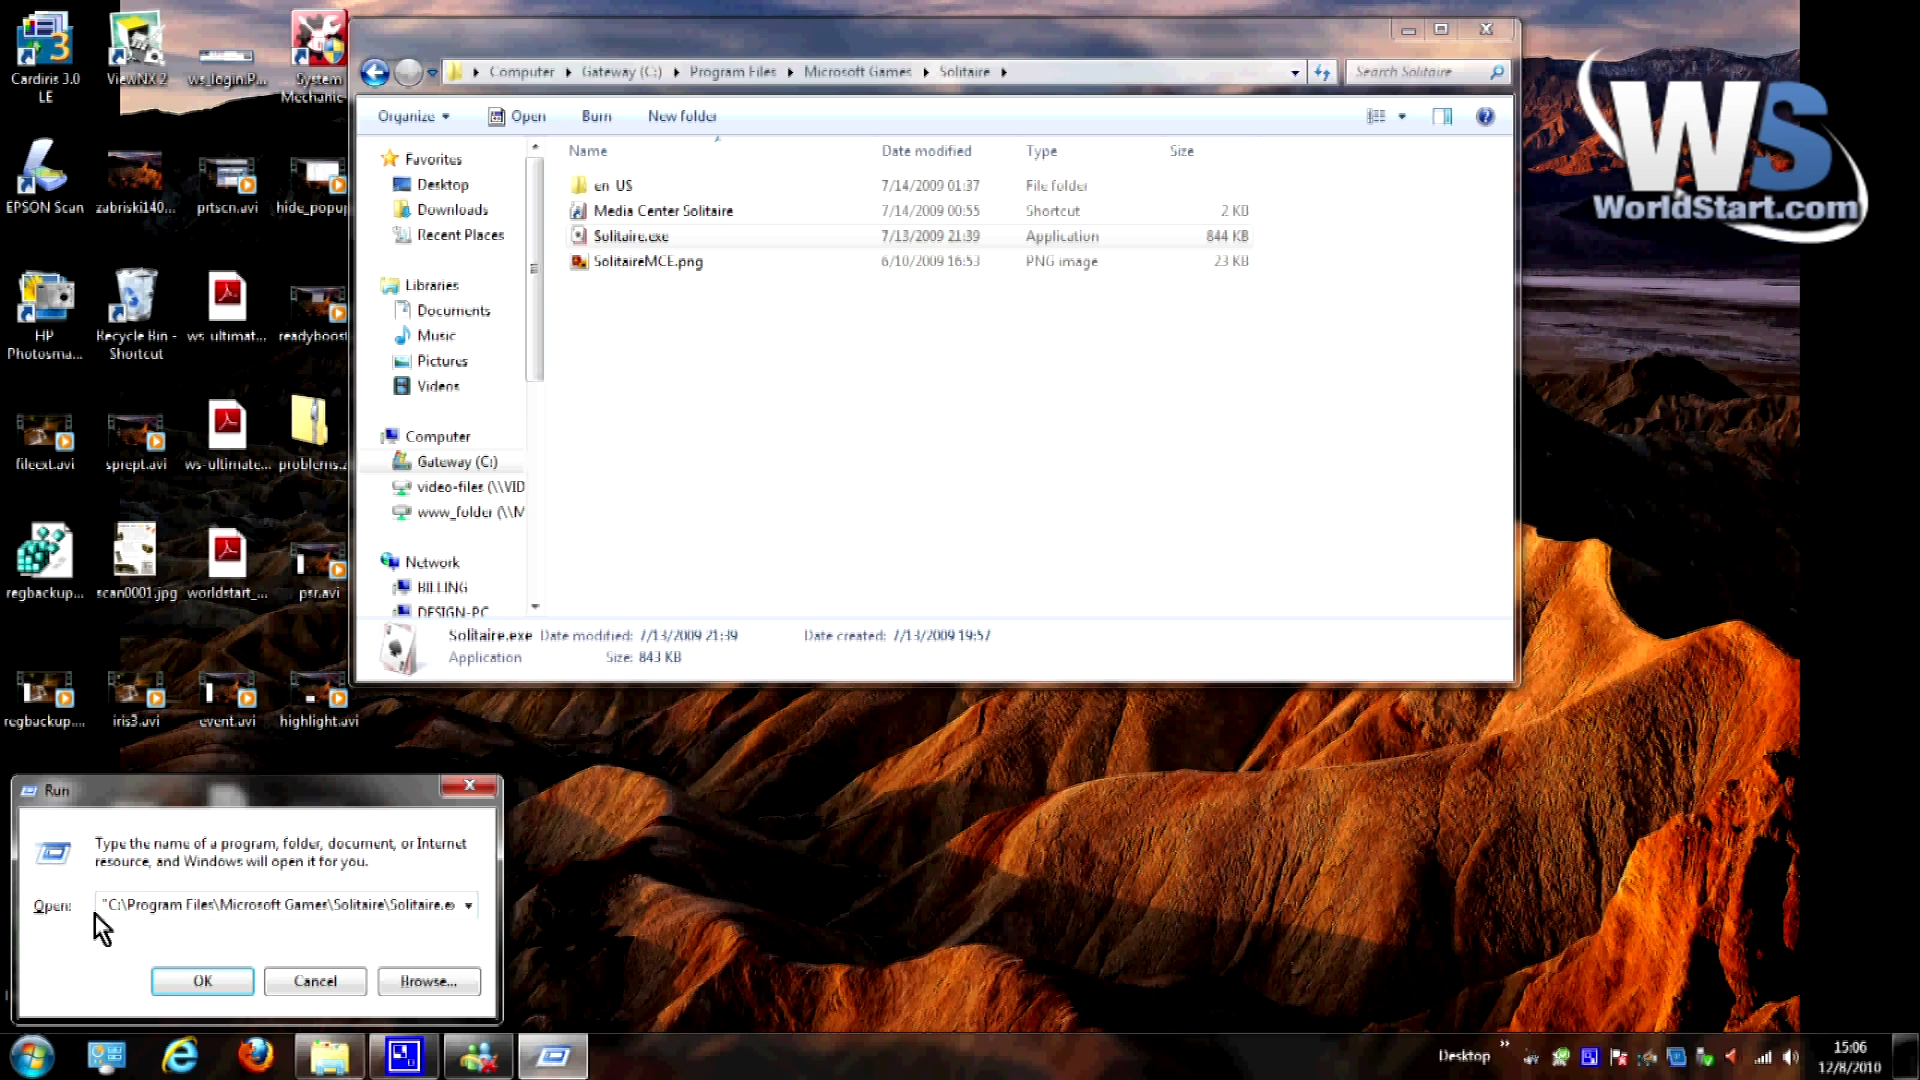 Cardiris 3.0
LE
ViewNX 2
ws_login.P...
System
Mechanic
EPSON Scan
zabriski140...
prtscn.avi
hide_popup
HP
Photosma...
Recycle Bin -
Shortcut
ws_ultimat...
readyboost
fileext.avi
sprept.avi
ws-ultimate...
problems.z
regbackup...
scan0001.jpg
worldstart_...
psr.avi
regbackup....
iris3.avi
event.avi
highlight.avi
Computer
Gateway (C:)
Program Files
Microsoft Games
Solitaire
Search Solitaire
Organize
Open
Burn
New folder
Favorites
Desktop
Downloads
Recent Places
Libraries
Documents
Music
Pictures
Videos
Computer
Gateway (C:)
video-files (\\VID
www_folder (\\M
Network
BILLING
DESIGN-PC
Name Date modified Type Size
en-US 7/14/2009 01:37 File folder
Media Center Solitaire 7/14/2009 00:55 Shortcut 2 KB
Solitaire.exe 7/13/2009 21:39 Application 844 KB
SolitaireMCE.png 6/10/2009 16:53 PNG image 23 KB
Solitaire.exe Date modified: 7/13/2009 21:39 Date created: 7/13/2009 19:57
Application Size: 843 KB
WS
WorldStart.com
Run
Type the name of a program, folder, document, or Internet
resource, and Windows will open it for you.
Open: "C:\Program Files\Microsoft Games\Solitaire\Solitaire.ex
OK
Cancel
Browse...
Desktop
15:06
12/8/2010